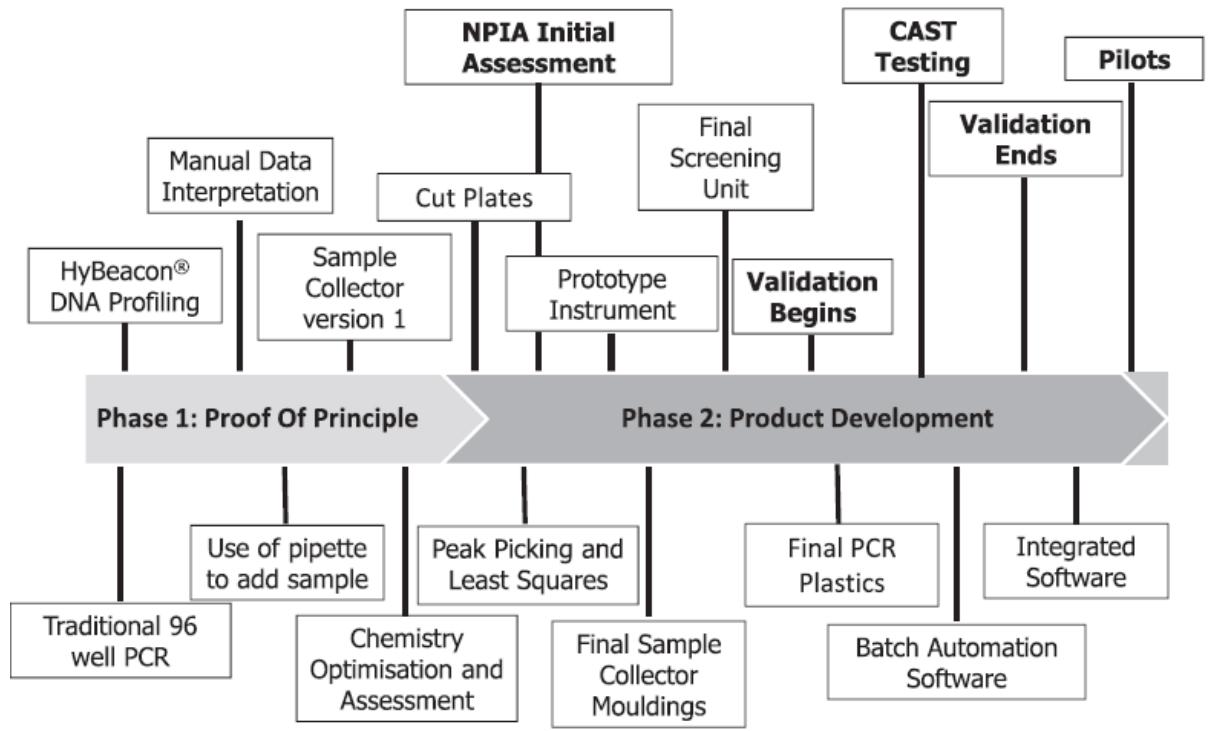 NPIA Initial
Assessment
CAST
Testing
Pilots
Final
Screening
Unit
Validation
Ends
Manual Data
Interpretation
Cut Plates
HyBeacon®
DNA Profiling
Sample
Collector
version 1
Prototype
Instrument
Validation
Begins
Phase 1: Proof Of Principle
Phase 2: Product Development
Use of pipette
to add sample
Peak Picking and
Least Squares
Final PCR
Plastics
Integrated
Software
Traditional 96
well PCR
Chemistry
Optimisation and
Assessment
Final Sample
Collector
Mouldings
Batch Automation
Software